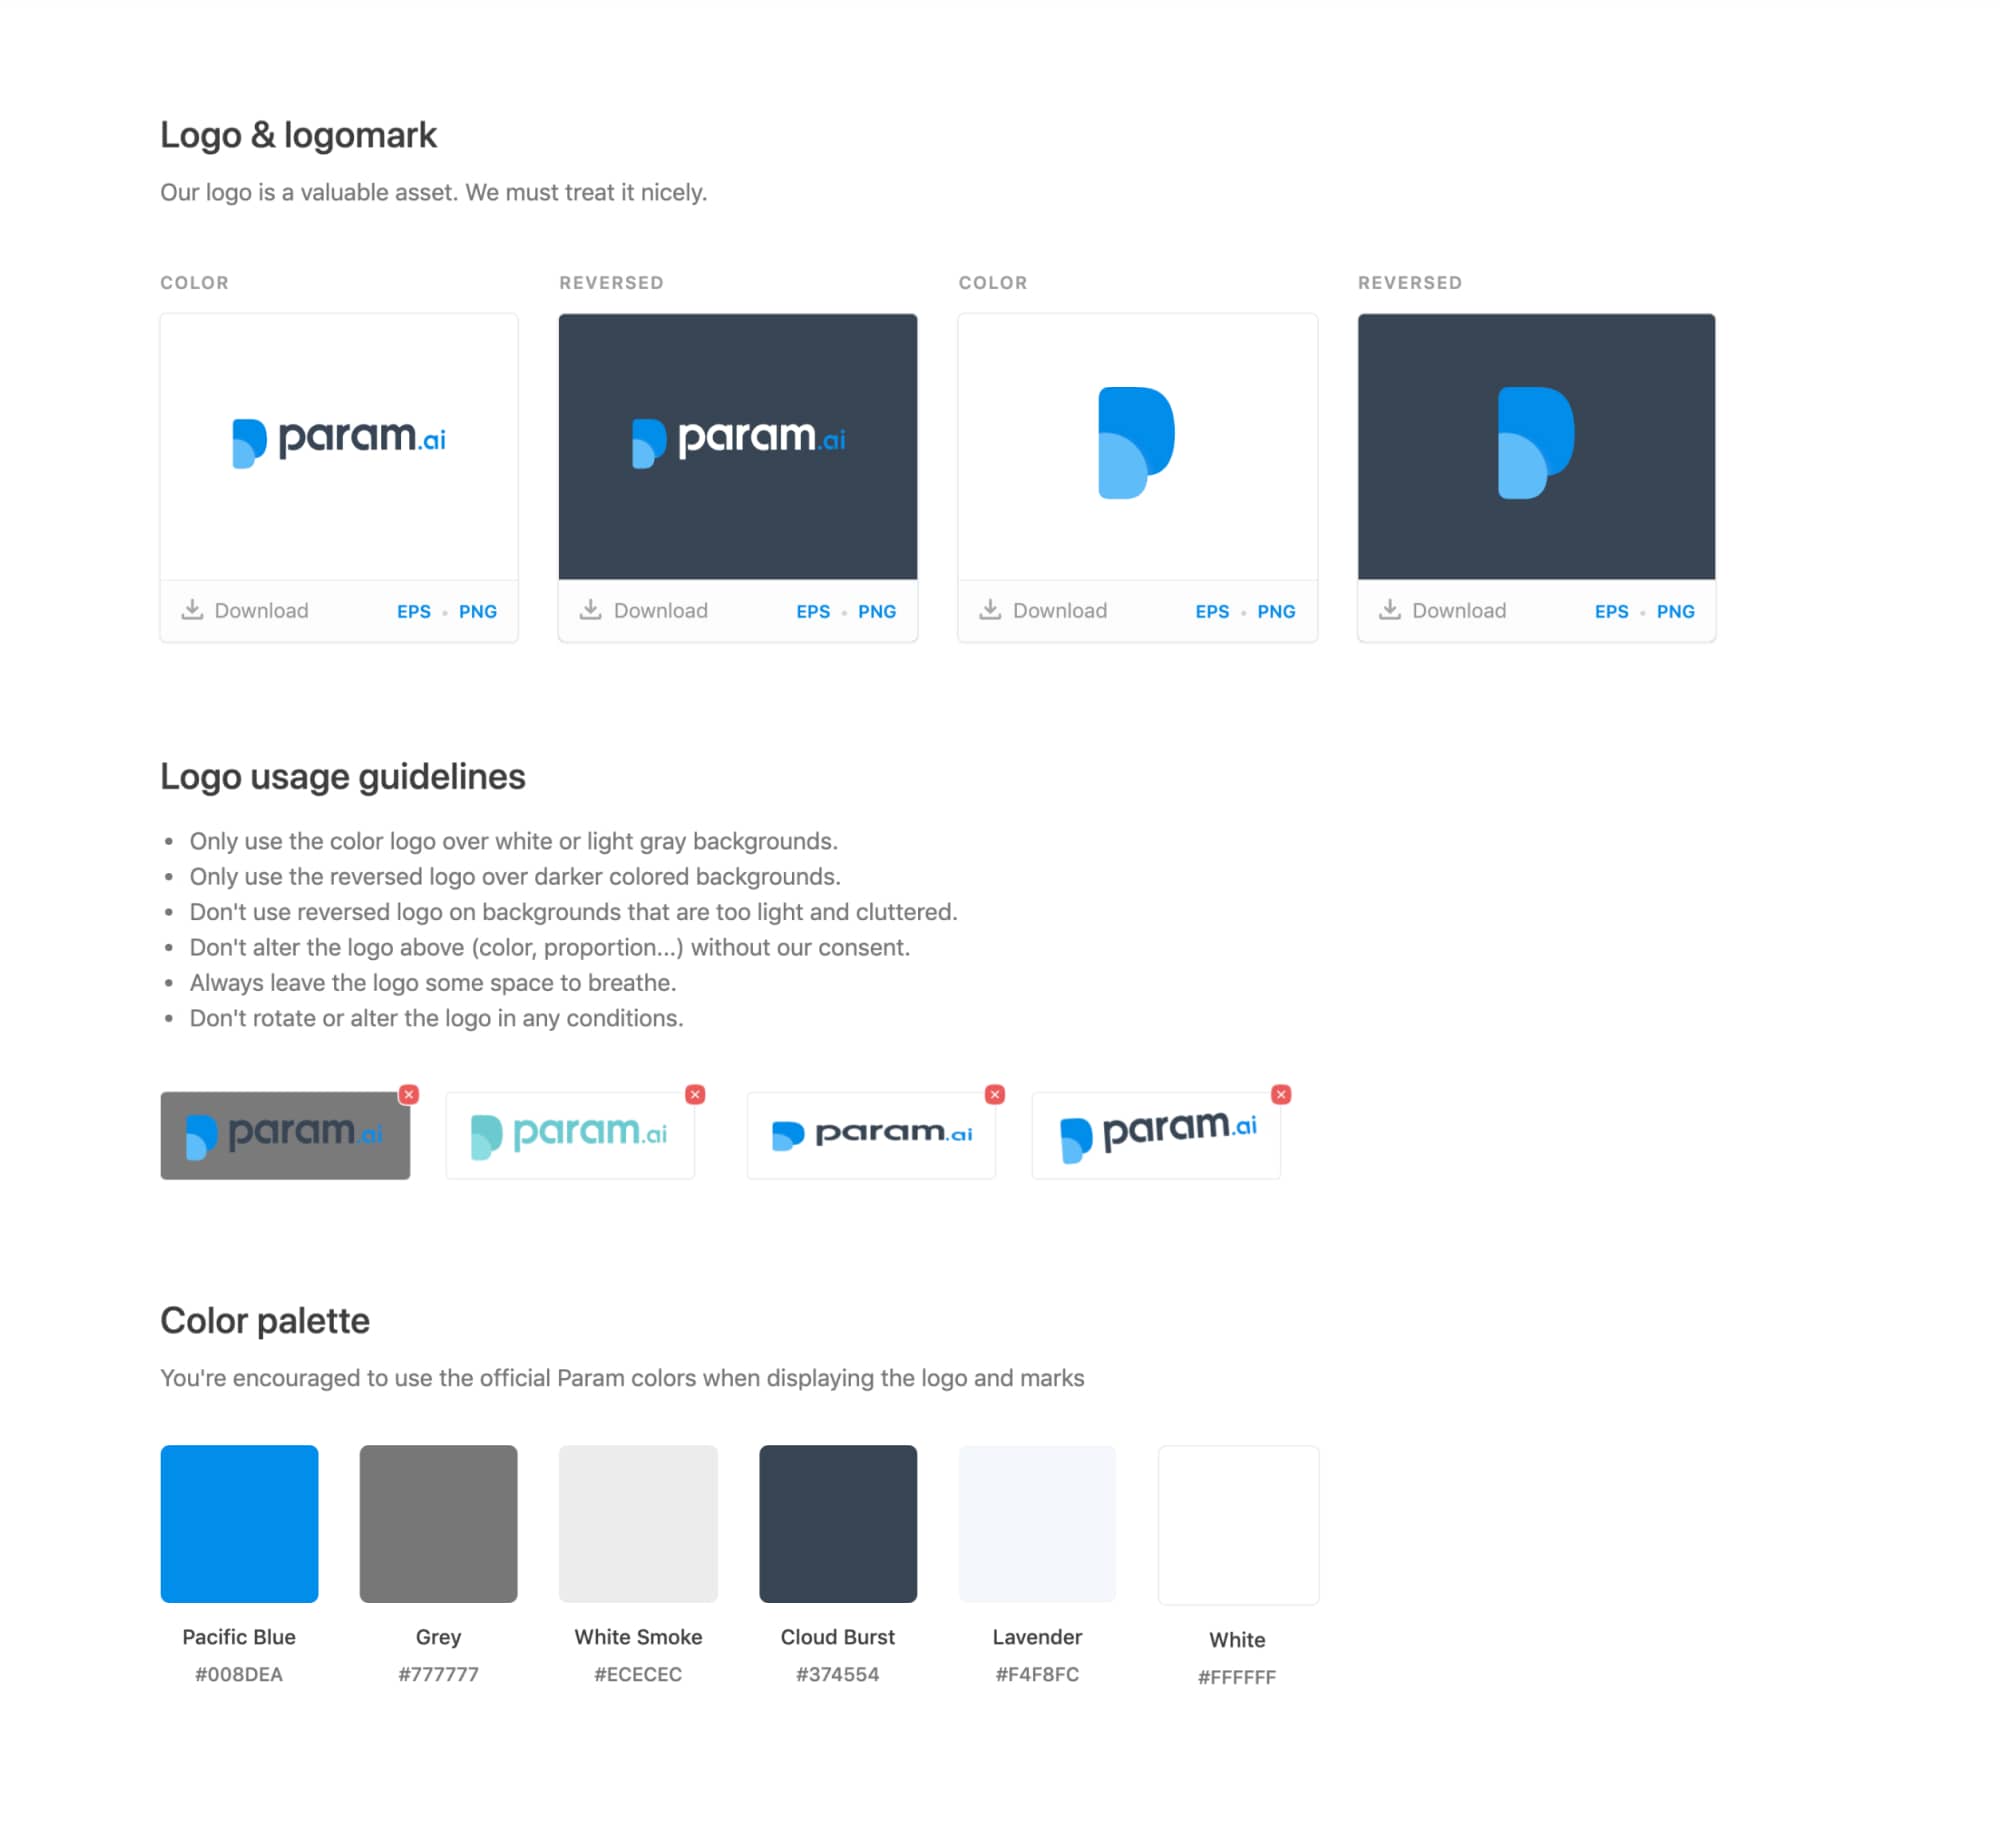 Logo & logomark
Our logo is a valuable asset. We must treat it nicely.
COLOR
REVERSED
COLOR
REVERSED
param.ai
param.ai
Download EPS • PNG
Download EPS • PNG
Download EPS • PNG
Download EPS • PNG
Logo usage guidelines
• Only use the color logo over white or light gray backgrounds.
• Only use the reversed logo over darker colored backgrounds.
• Don't use reversed logo on backgrounds that are too light and cluttered.
• Don't alter the logo above (color, proportion...) without our consent.
• Always leave the logo some space to breathe.
• Don't rotate or alter the logo in any conditions.
param.ai
param.ai
param.ai
param.ai
Color palette
You're encouraged to use the official Param colors when displaying the logo and marks
Pacific Blue
#008DEA
Grey
#777777
White Smoke
#ECECEC
Cloud Burst
#374554
Lavender
#F4F8FC
White
#FFFFFF